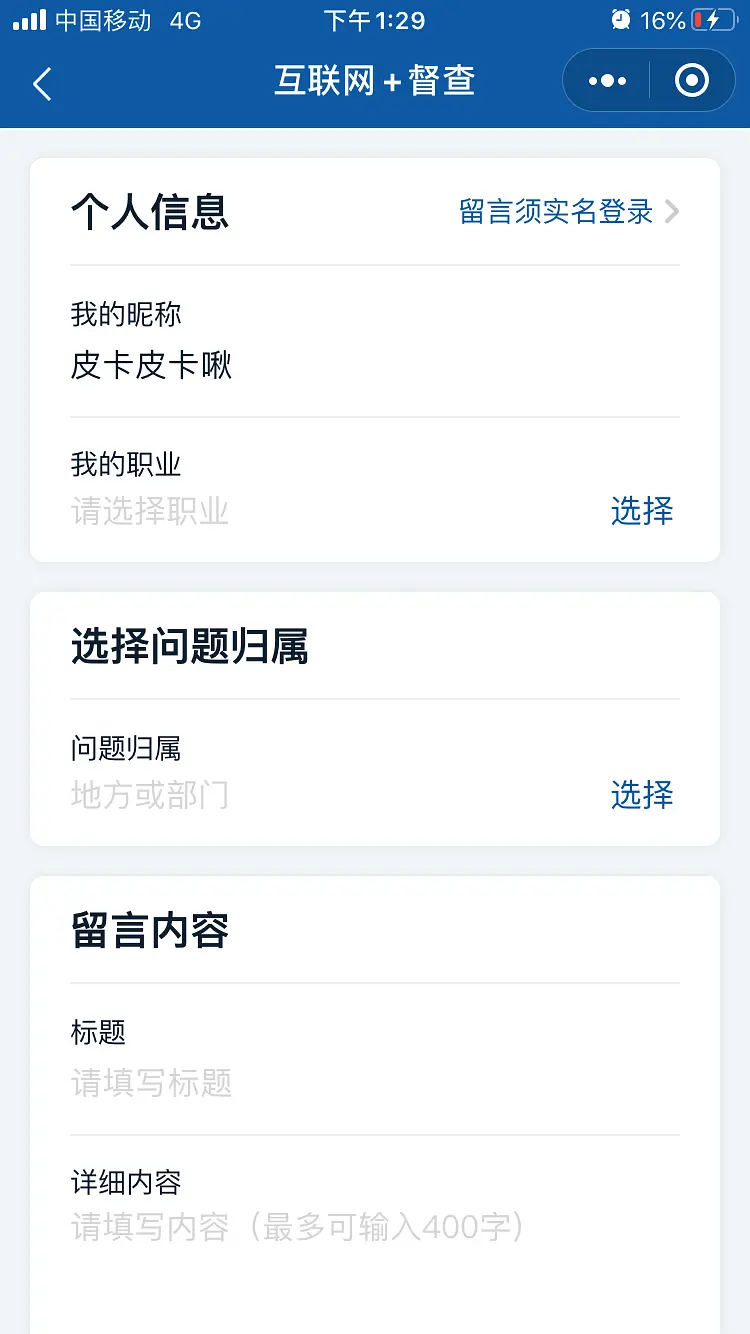 中国移动 4G 下午1:29 16%
互联网+督查
个人信息 留言须实名登录
我的昵称
皮卡皮卡啾
我的职业
请选择职业 选择
选择问题归属
问题归属
地方或部门 选择
留言内容
标题
请填写标题
详细内容
请填写内容（最多可输入400字）